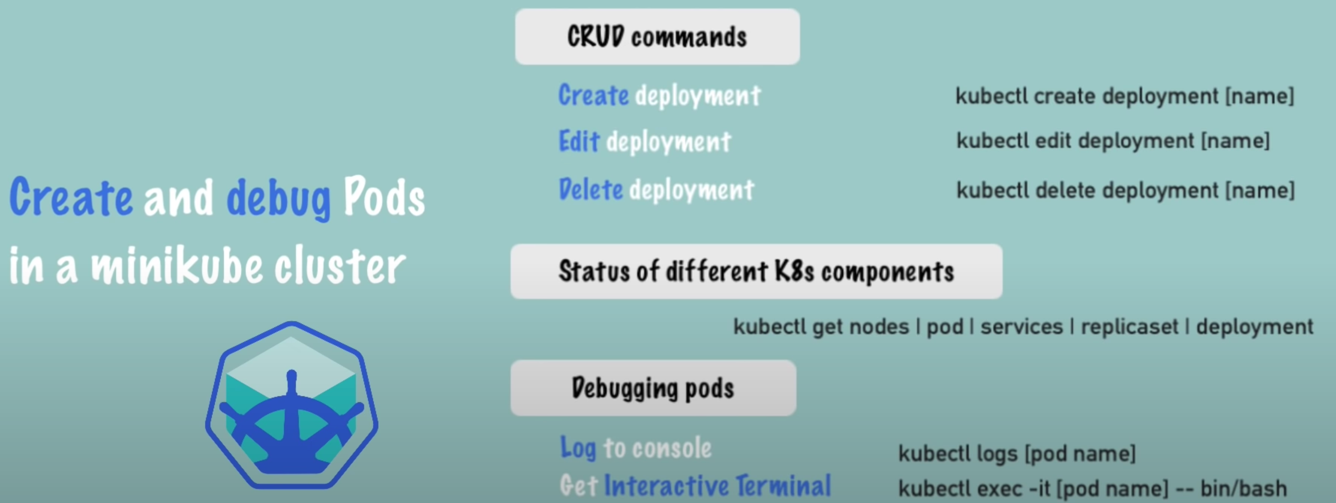 Create and debug Pods
in a minikube cluster
CRUD commands
Create deployment kubectl create deployment [name]
Edit deployment kubectl edit deployment [name]
Delete deployment kubectl delete deployment [name]
Status of different K8s components
kubectl get nodes | pod | services | replicaset | deployment
Debugging pods
Log to console kubectl logs [pod name]
Get Interactive Terminal kubectl exec -it [pod name] -- bin/bash